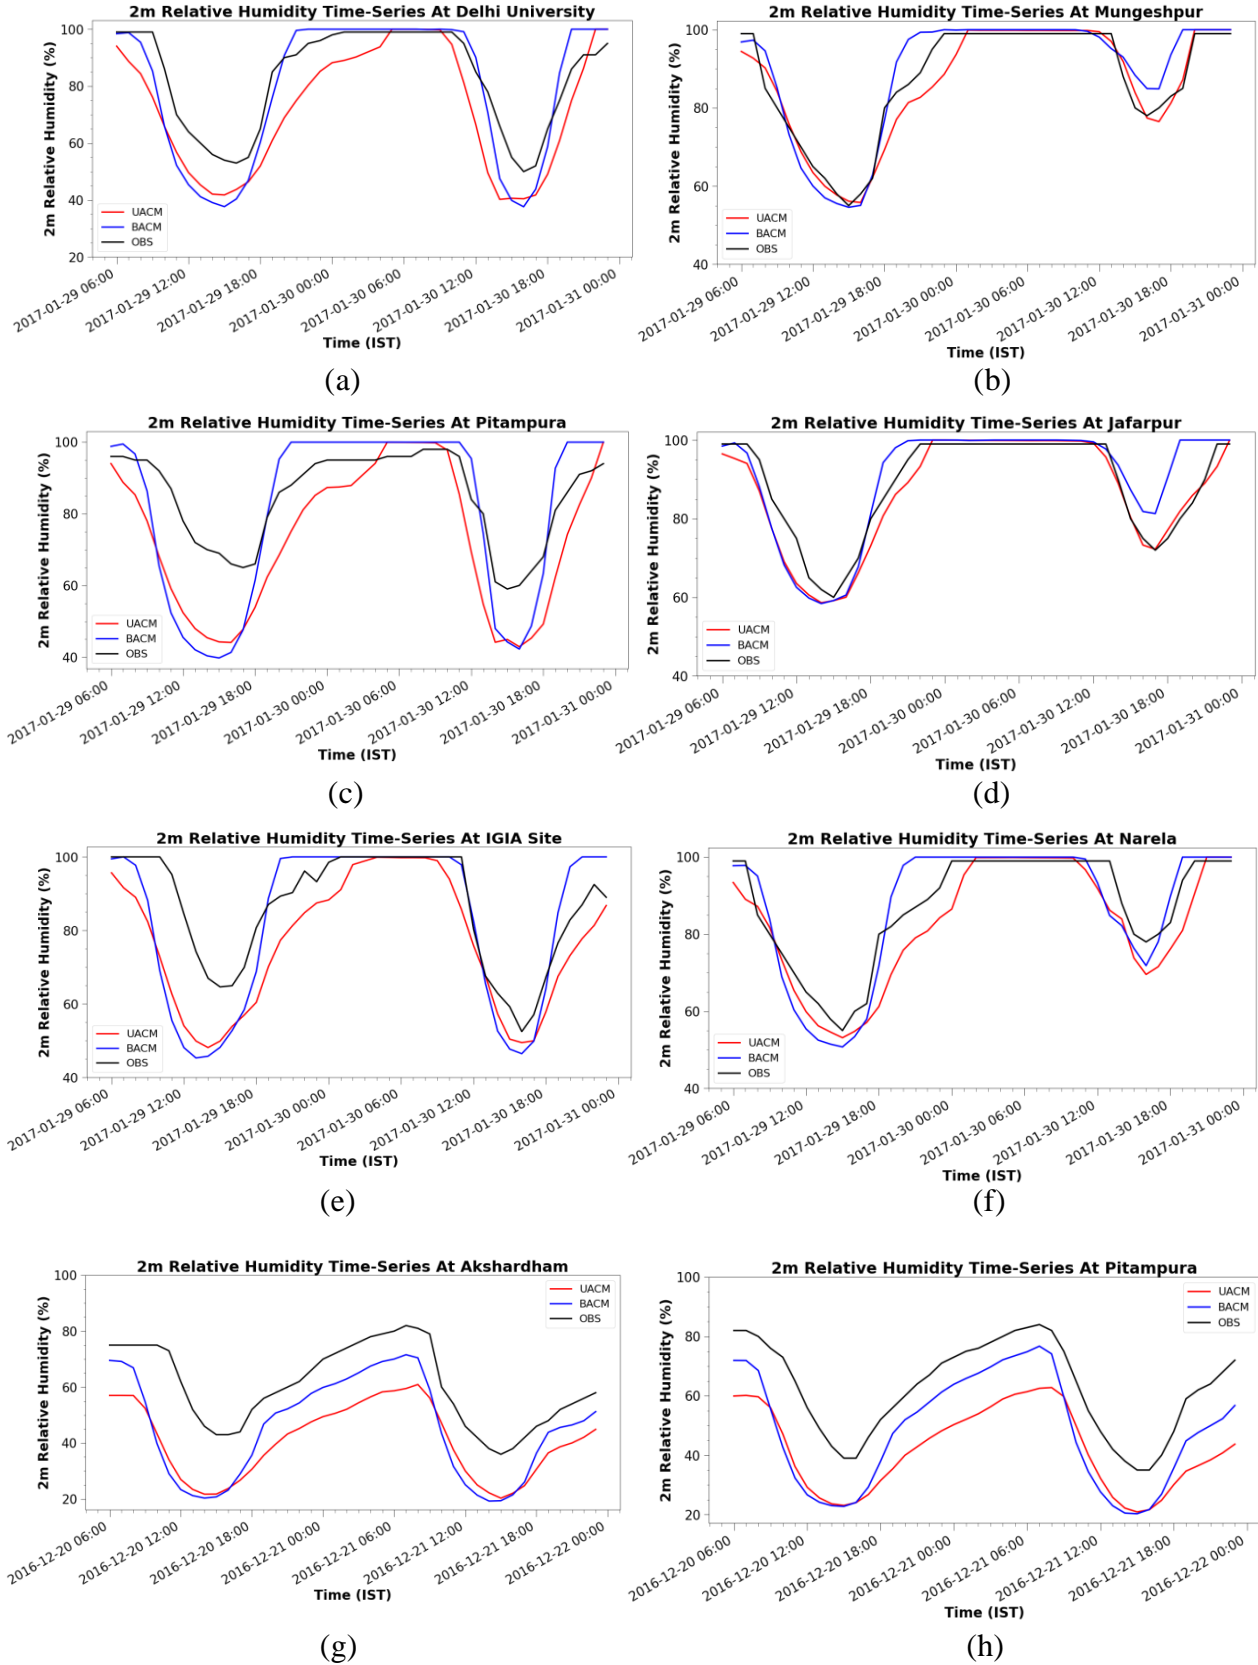 2m Relative Humidity Time-Series At Delhi University
2m Relative Humidity (%)
100
80
60
40
20
UACM
BACM
OBS
2017-01-29 06:00
2017-01-29 12:00
2017-01-29 18:00
2017-01-30 00:00
2017-01-30 06:00
2017-01-30 12:00
2017-01-30 18:00
2017-01-31 00:00
Time (IST)
(a)
2m Relative Humidity Time-Series At Mungeshpur
2m Relative Humidity (%)
100
80
60
40
UACM
BACM
OBS
2017-01-29 06:00
2017-01-29 12:00
2017-01-29 18:00
2017-01-30 00:00
2017-01-30 06:00
2017-01-30 12:00
2017-01-30 18:00
2017-01-31 00:00
Time (IST)
(b)
2m Relative Humidity Time-Series At Pitampura
2m Relative Humidity (%)
100
80
60
40
UACM
BACM
OBS
2017-01-29 06:00
2017-01-29 12:00
2017-01-29 18:00
2017-01-30 00:00
2017-01-30 06:00
2017-01-30 12:00
2017-01-30 18:00
2017-01-31 00:00
Time (IST)
(c)
2m Relative Humidity Time-Series At Jafarpur
2m Relative Humidity (%)
100
80
60
40
UACM
BACM
OBS
2017-01-29 06:00
2017-01-29 12:00
2017-01-29 18:00
2017-01-30 00:00
2017-01-30 06:00
2017-01-30 12:00
2017-01-30 18:00
2017-01-31 00:00
Time (IST)
(d)
2m Relative Humidity Time-Series At IGIA Site
2m Relative Humidity (%)
100
80
60
40
UACM
BACM
OBS
2017-01-29 06:00
2017-01-29 12:00
2017-01-29 18:00
2017-01-30 00:00
2017-01-30 06:00
2017-01-30 12:00
2017-01-30 18:00
2017-01-31 00:00
Time (IST)
(e)
2m Relative Humidity Time-Series At Narela
2m Relative Humidity (%)
100
80
60
40
UACM
BACM
OBS
2017-01-29 06:00
2017-01-29 12:00
2017-01-29 18:00
2017-01-30 00:00
2017-01-30 06:00
2017-01-30 12:00
2017-01-30 18:00
2017-01-31 00:00
Time (IST)
(f)
2m Relative Humidity Time-Series At Akshardham
2m Relative Humidity (%)
100
80
60
40
20
UACM
BACM
OBS
2016-12-20 06:00
2016-12-20 12:00
2016-12-20 18:00
2016-12-21 00:00
2016-12-21 06:00
2016-12-21 12:00
2016-12-21 18:00
2016-12-22 00:00
Time (IST)
(g)
2m Relative Humidity Time-Series At Pitampura
2m Relative Humidity (%)
100
80
60
40
20
UACM
BACM
OBS
2016-12-20 06:00
2016-12-20 12:00
2016-12-20 18:00
2016-12-21 00:00
2016-12-21 06:00
2016-12-21 12:00
2016-12-21 18:00
2016-12-22 00:00
Time (IST)
(h)